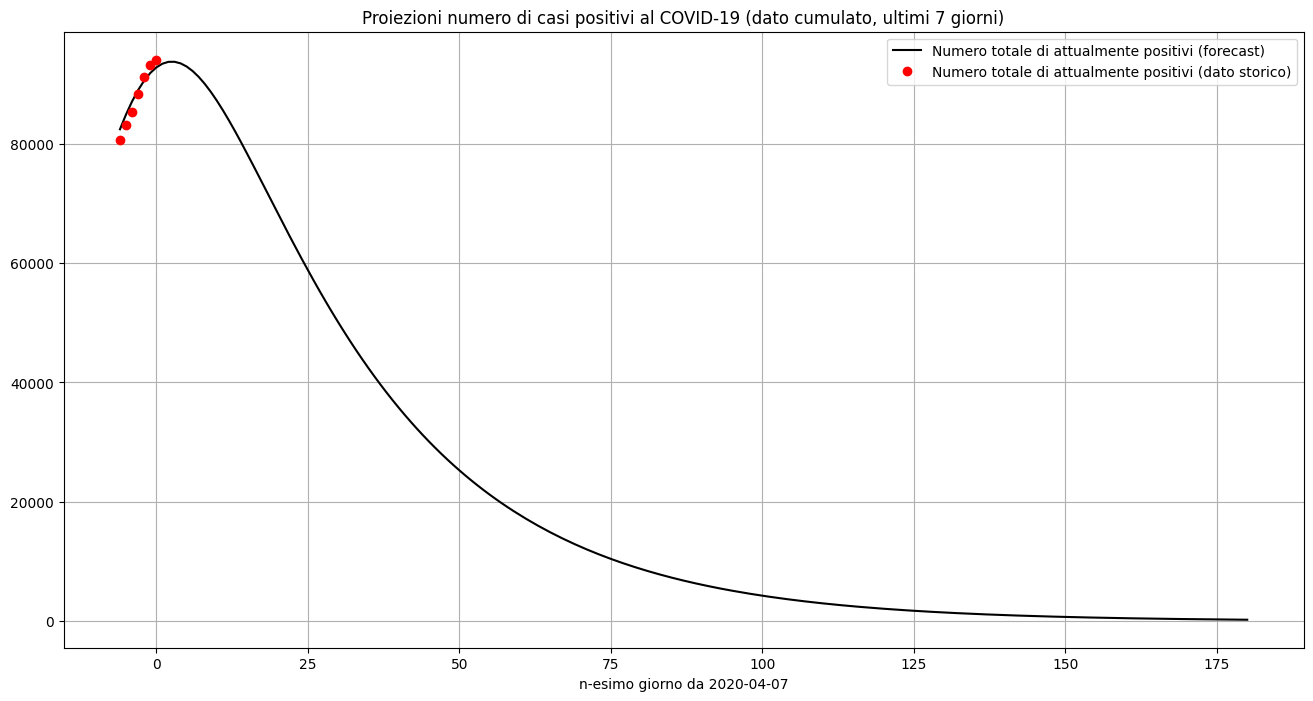 Proiezioni numero di casi positivi al COVID-19 (dato cumulato, ultimi 7 giorni)
Numero totale di attualmente positivi (forecast)
Numero totale di attualmente positivi (dato storico)
80000
60000
40000
20000
0
0 25 50 75 100 125 150 175
n-esimo giorno da 2020-04-07